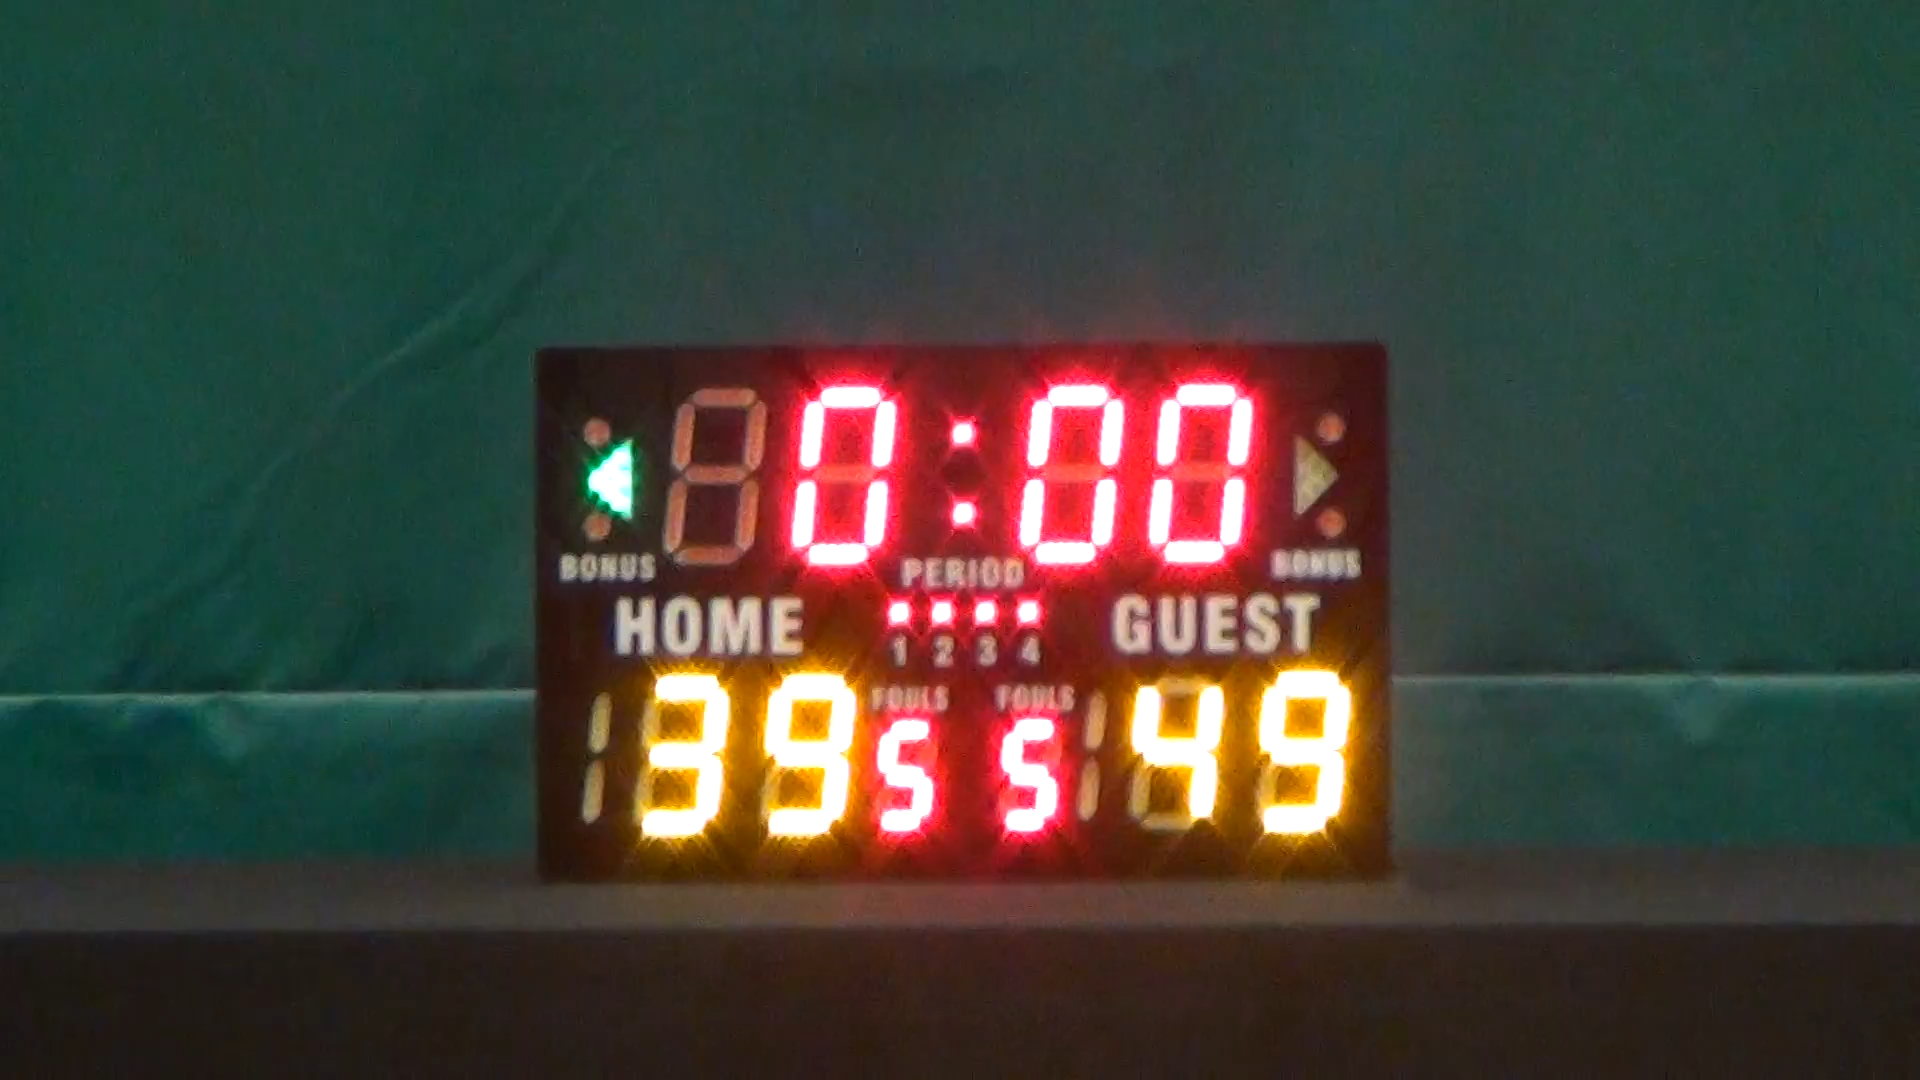 0:00
BONUS PERIOD BONUS
HOME GUEST
1 2 3 4
FOULS FOULS
39 5 5 49